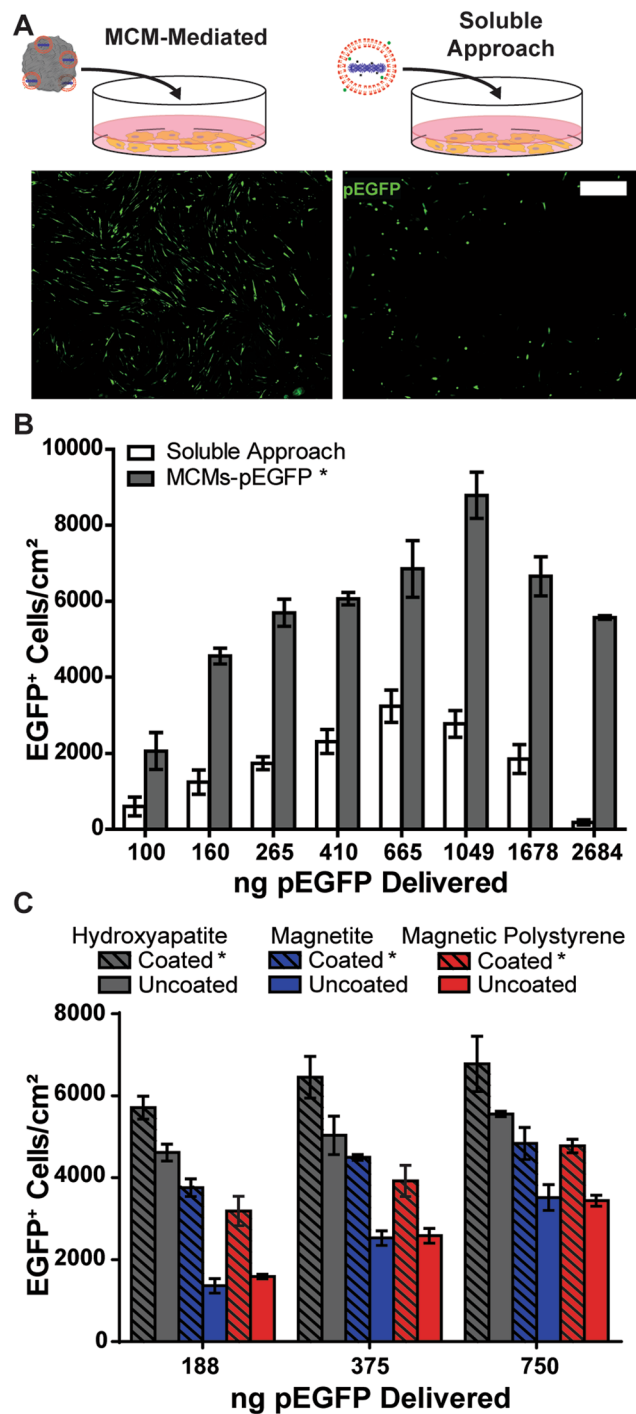 A
MCM-Mediated
Soluble
Approach
pEGFP
B
10000
8000
6000
4000
2000
0
EGFP⁺ Cells/cm²
Soluble Approach
MCMs-pEGFP *
100 160 265 410 665 1049 1678 2684
ng pEGFP Delivered
C
Hydroxyapatite Magnetite Magnetic Polystyrene
Coated * Coated * Coated *
Uncoated Uncoated Uncoated
8000
6000
4000
2000
0
EGFP⁺ Cells/cm²
188 375 750
ng pEGFP Delivered